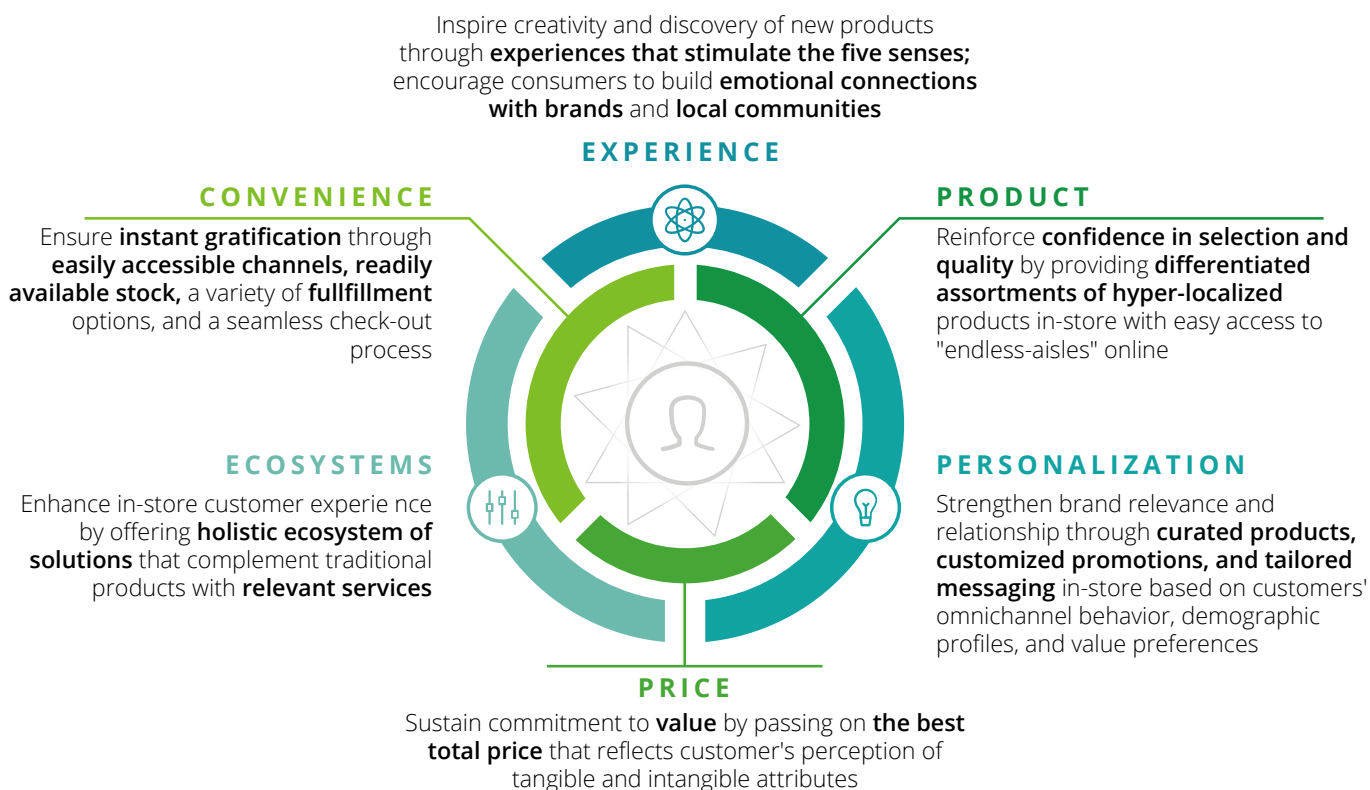 Inspire creativity and discovery of new products
through experiences that stimulate the five senses;
encourage consumers to build emotional connections
with brands and local communities
EXPERIENCE
CONVENIENCE
Ensure instant gratification through
easily accessible channels, readily
available stock, a variety of fullfillment
options, and a seamless check-out
process
PRODUCT
Reinforce confidence in selection and
quality by providing differentiated
assortments of hyper-localized
products in-store with easy access to
"endless-aisles" online
ECOSYSTEMS
Enhance in-store customer experie nce
by offering holistic ecosystem of
solutions that complement traditional
products with relevant services
PERSONALIZATION
Strengthen brand relevance and
relationship through curated products,
customized promotions, and tailored
messaging in-store based on customers'
omnichannel behavior, demographic
profiles, and value preferences
PRICE
Sustain commitment to value by passing on the best
total price that reflects customer's perception of
tangible and intangible attributes